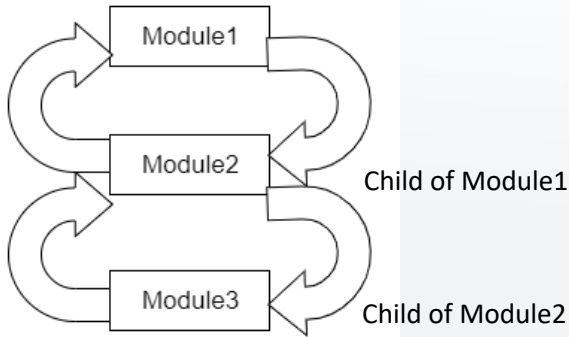 Module1
Module2
Child of Module1
Module3
Child of Module2